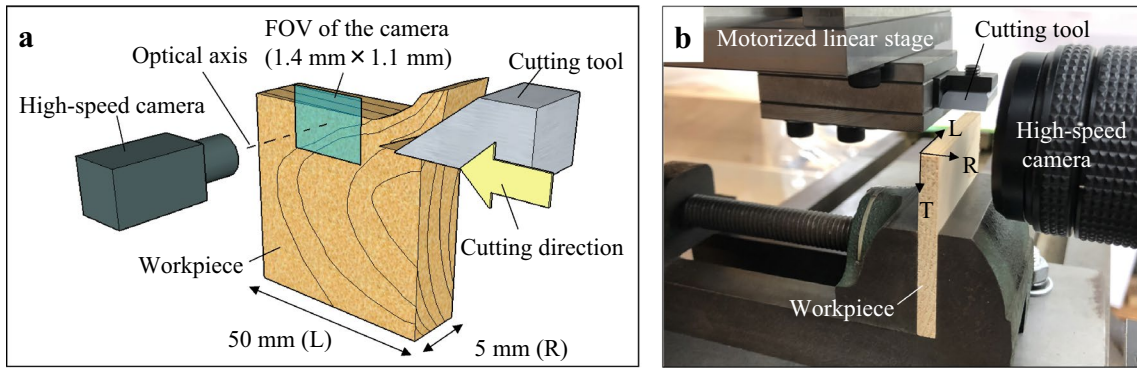 a
FOV of the camera
(1.4 mm × 1.1 mm)
Optical axis
Cutting tool
High-speed camera
Cutting direction
Workpiece
50 mm (L)
5 mm (R)
b
Motorized linear stage
Cutting tool
High-speed
camera
L
R
T
Workpiece